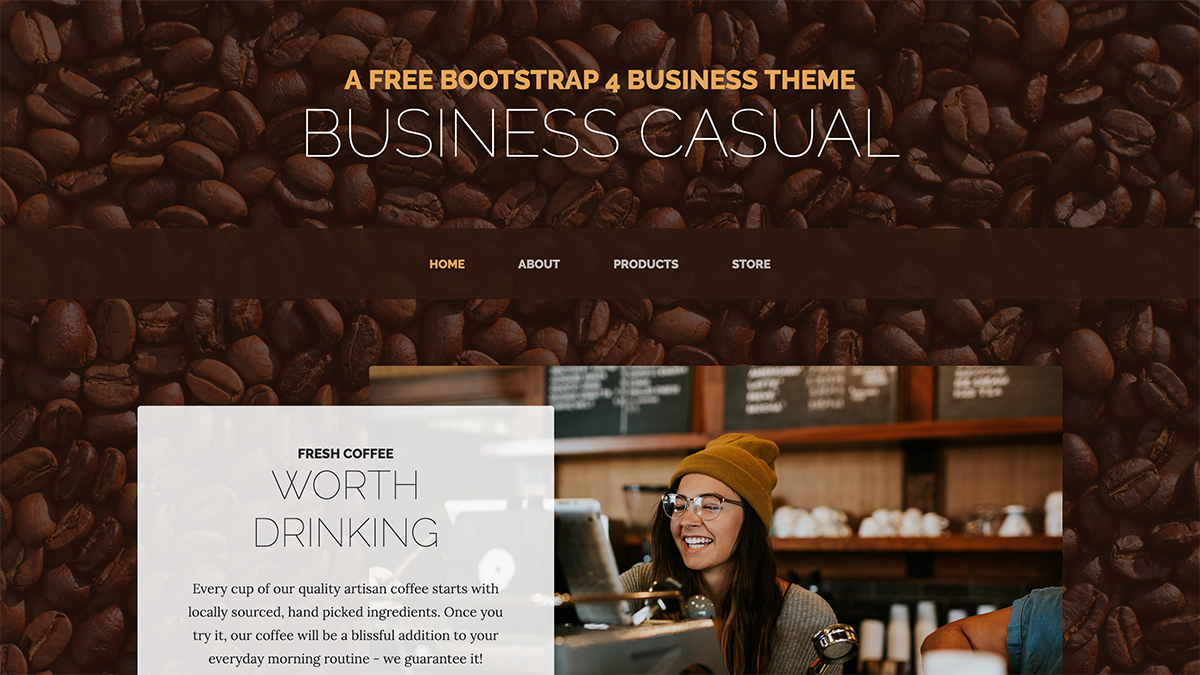 A FREE BOOTSTRAP 4 BUSINESS THEME
BUSINESS CASUAL
HOME ABOUT PRODUCTS STORE
FRESH COFFEE
WORTH
DRINKING
Every cup of our quality artisan coffee starts with
locally sourced, hand picked ingredients. Once you
try it, our coffee will be a blissful addition to your
everyday morning routine - we guarantee it!